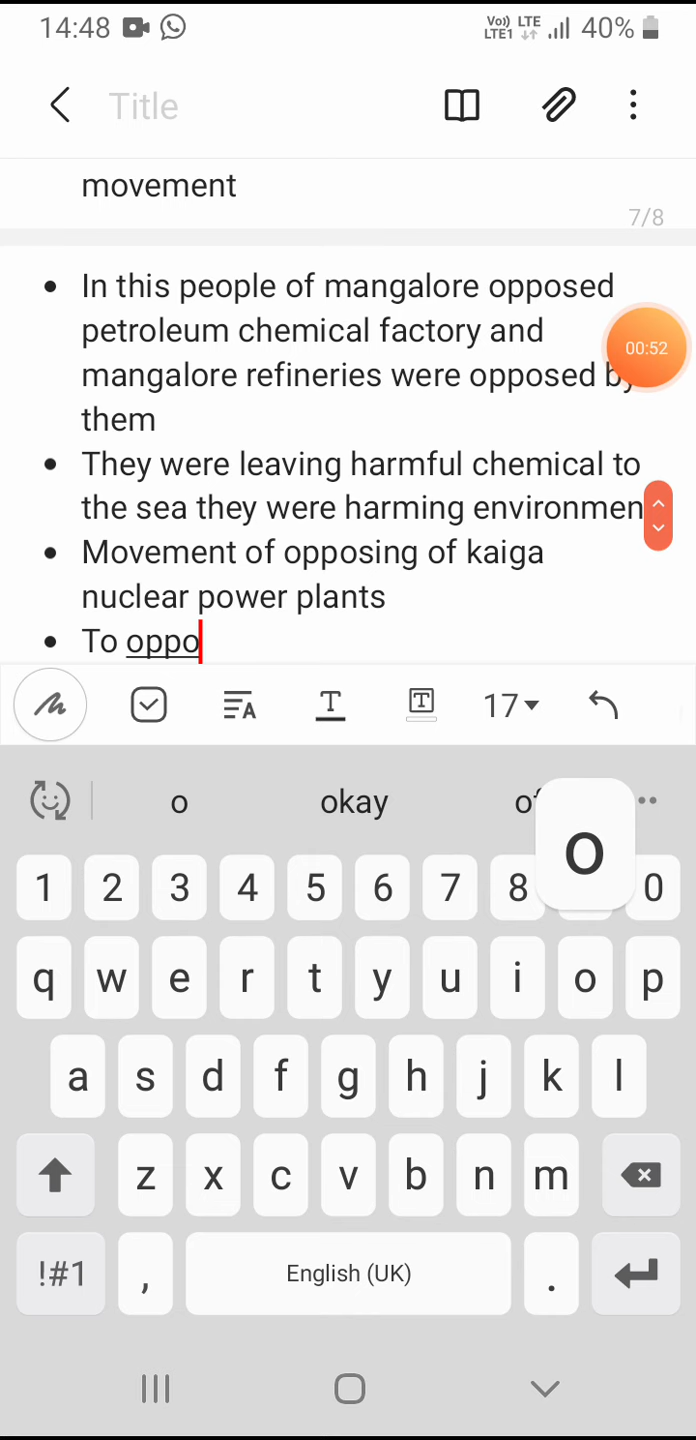 14:48 Vo) LTE LTE1 40%
Title
movement
7/8
• In this people of mangalore opposed
petroleum chemical factory and
00:52
mangalore refineries were opposed by
them
• They were leaving harmful chemical to
the sea they were harming environmen
• Movement of opposing of kaiga
nuclear power plants
• To oppo
17
o okay
o
1 2 3 4 5 6 7 8 0
q w e r t y u i o p
a s d f g h j k l
z x c v b n m
!#1 , English (UK) .